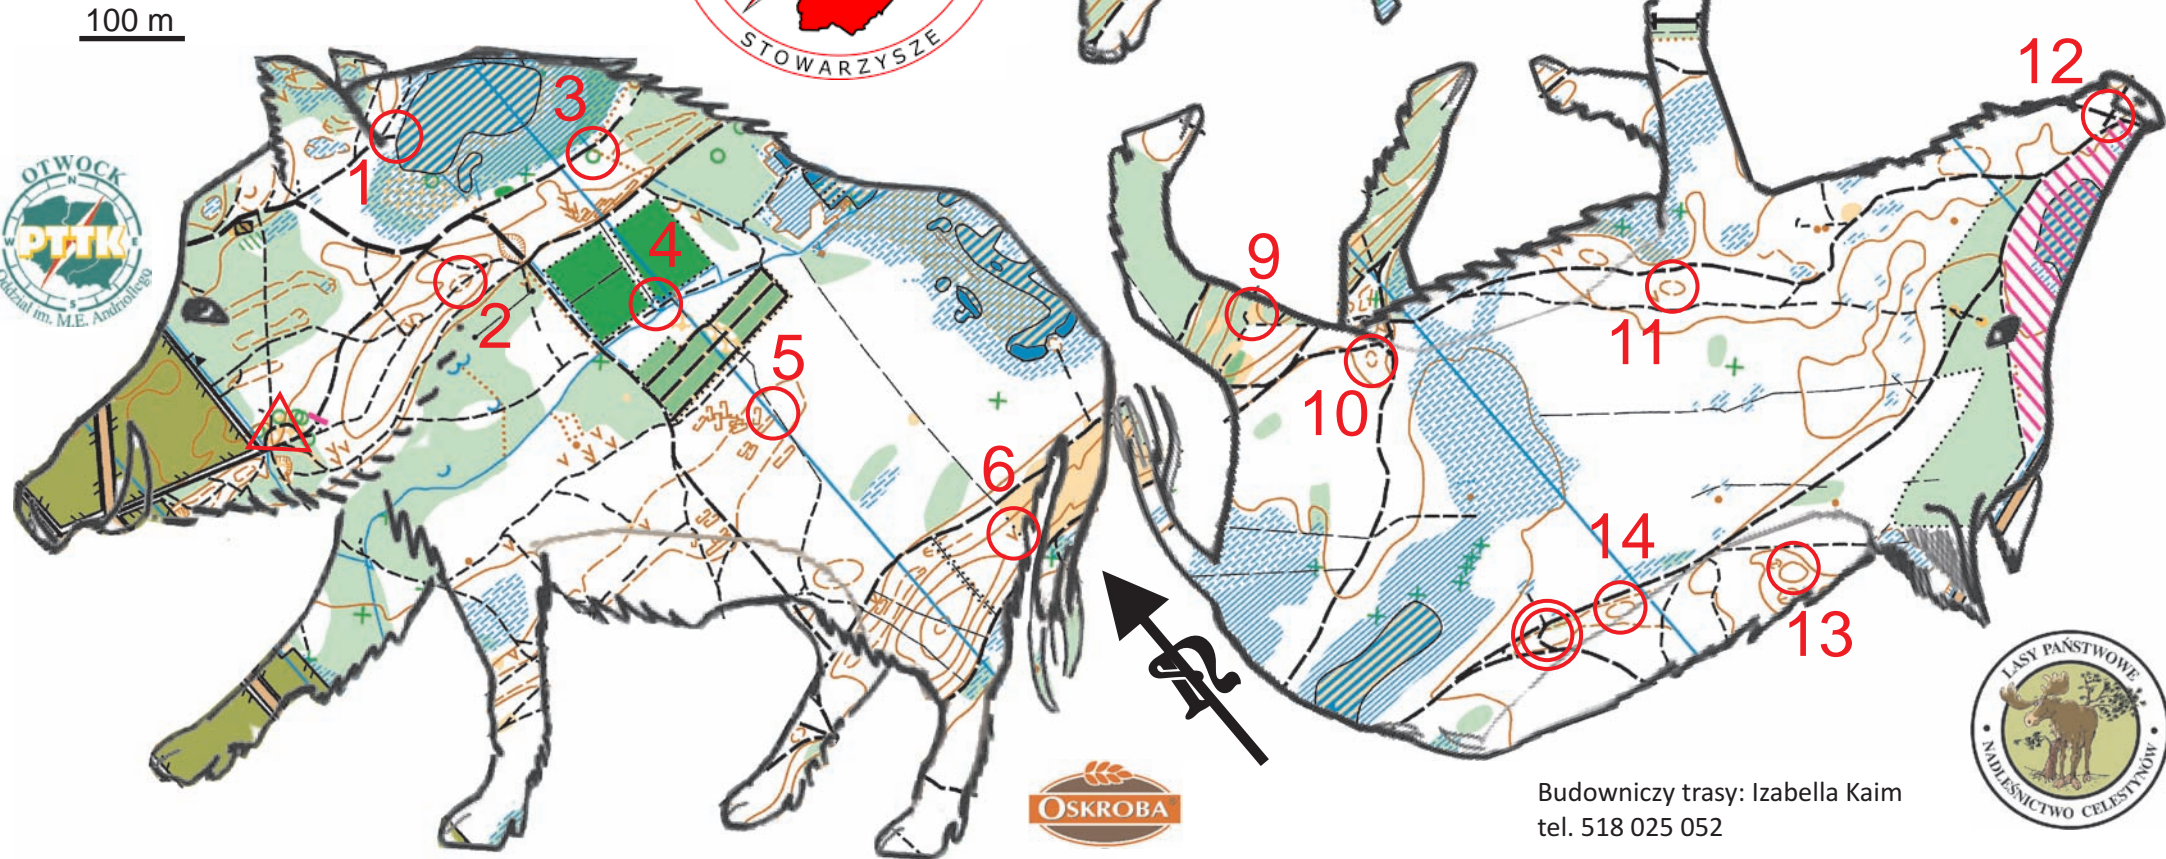 100 m
STOWARZYSZE
OTWOCK
N
W
E
S
PTTK
Oddział im. M.E. Andriollego
1
2
3
4
5
6
9
10
11
12
13
14
N
OSKROBA
Budowniczy trasy: Izabella Kaim
tel. 518 025 052
LASY PAŃSTWOWE
NADLEŚNICTWO CELESTYNÓW